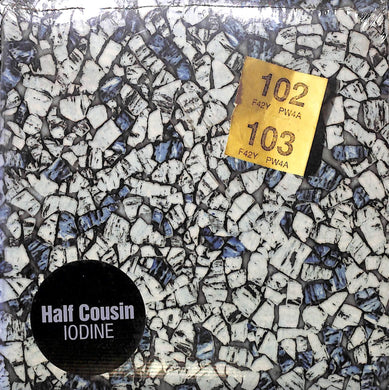 102
F42Y PW4A
103
F42Y PW4A
Half Cousin
IODINE